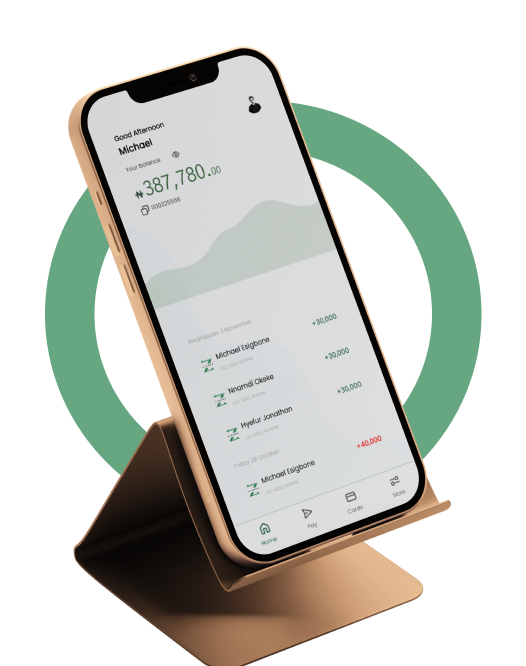 Good Afternoon
Michael
Your Balance
₦387,780.00
1100225568
Wednesday 3 November
Michael Esigbone
+30,000
Nnamdi Okeke
+30,000
Hyefur Jonathan
+30,000
Friday 28 October
Michael Esigbone
+40,000
Home
Pay
Cards
More